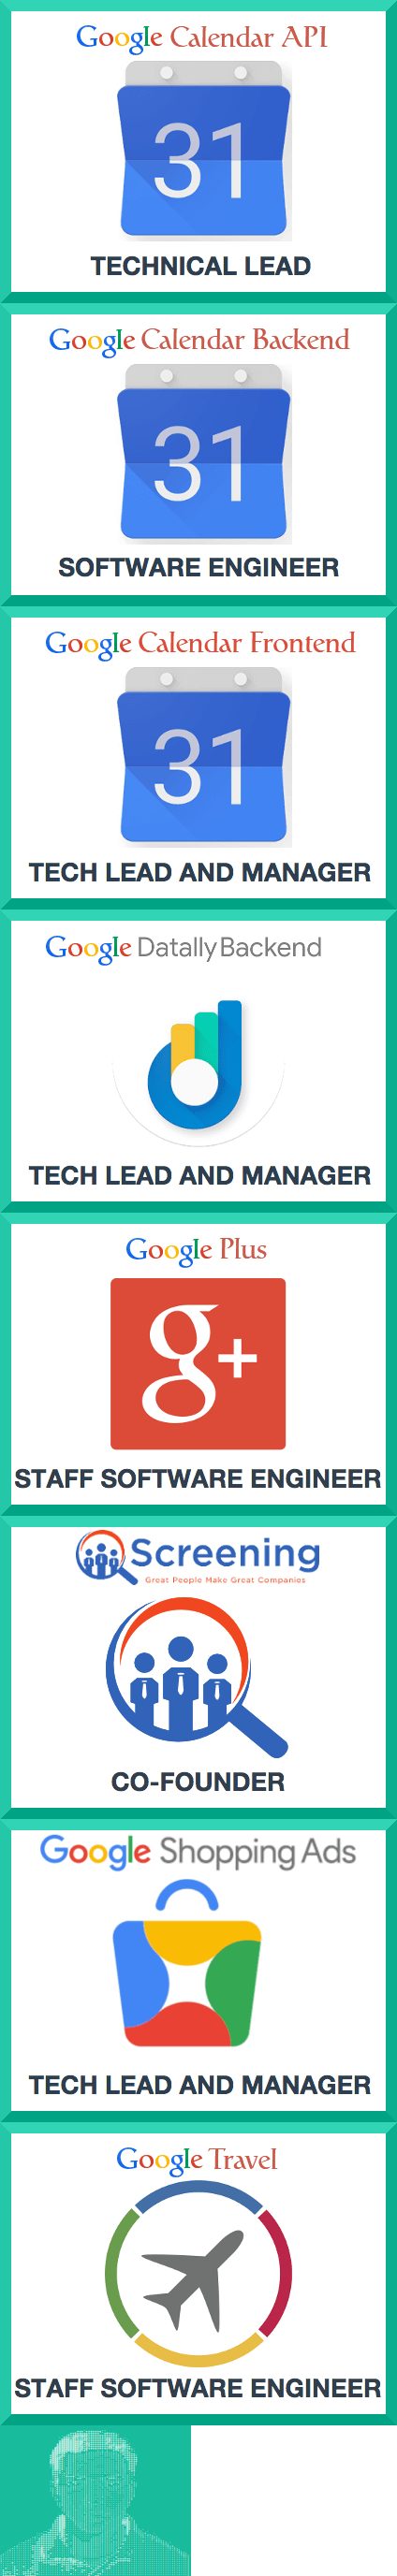 Google Calendar API
31
TECHNICAL LEAD
Google Calendar Backend
31
SOFTWARE ENGINEER
Google Calendar Frontend
31
TECH LEAD AND MANAGER
Google Datally Backend
TECH LEAD AND MANAGER
Google Plus
g+
STAFF SOFTWARE ENGINEER
Screening
Great People Make Great Companies
CO-FOUNDER
Google Shopping Ads
TECH LEAD AND MANAGER
Google Travel
STAFF SOFTWARE ENGINEER